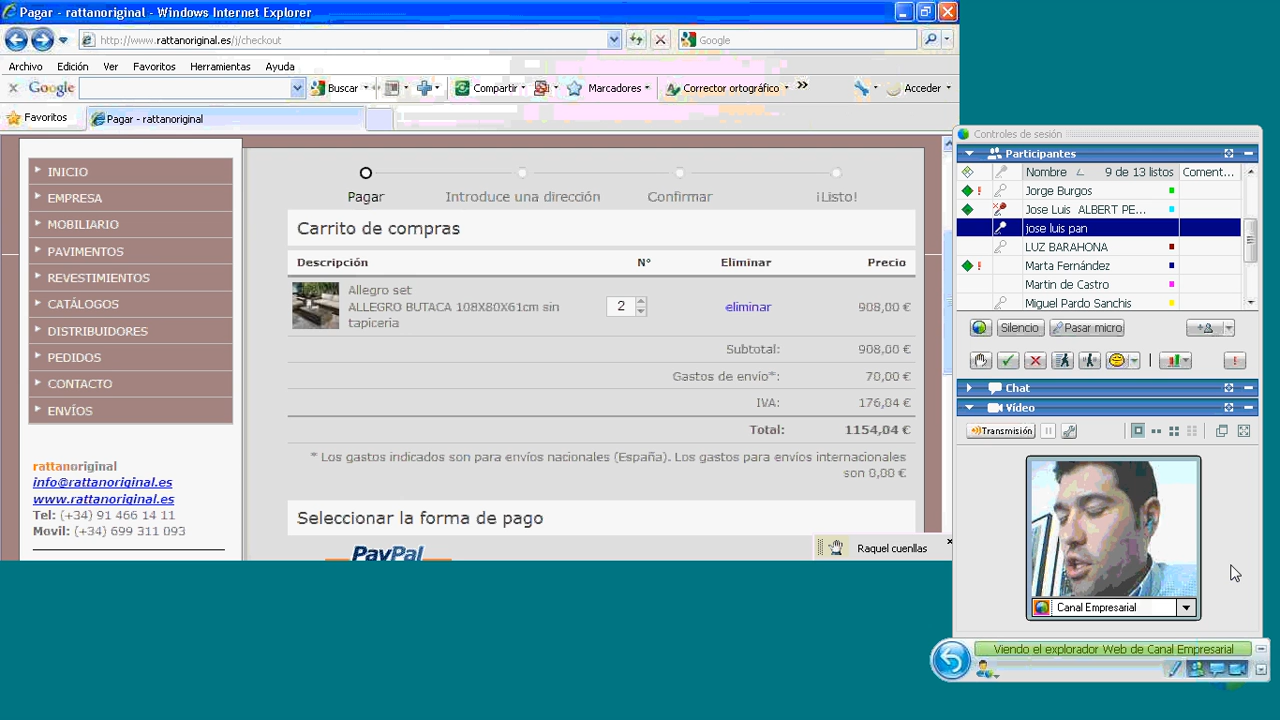 Pagar - rattanoriginal - Windows Internet Explorer
http://www.rattanoriginal.es/j/checkout
Google
Archivo Edición Ver Favoritos Herramientas Ayuda
Google Buscar Compartir Marcadores Corrector ortográfico Acceder
Favoritos Pagar - rattanoriginal
INICIO
EMPRESA
MOBILIARIO
PAVIMENTOS
REVESTIMIENTOS
CATÁLOGOS
DISTRIBUIDORES
PEDIDOS
CONTACTO
ENVÍOS
rattanoriginal
info@rattanoriginal.es
www.rattanoriginal.es
Tel: (+34) 91 466 14 11
Movil: (+34) 699 311 093
Pagar Introduce una dirección Confirmar ¡Listo!
Carrito de compras
Descripción N° Eliminar Precio
Allegro set
ALLEGRO BUTACA 108X80X61cm sin
tapiceria
2 eliminar 908,00 €
Subtotal: 908,00 €
Gastos de envío*: 70,00 €
IVA: 176,04 €
Total: 1154,04 €
* Los gastos indicados son para envíos nacionales (España). Los gastos para envíos internacionales
son 0,00 €
Seleccionar la forma de pago
PayPal
Raquel cuenllas
Controles de sesión
Participantes
Nombre 9 de 13 listos Coment...
Jorge Burgos
Jose Luis ALBERT PE...
jose luis pan
LUZ BARAHONA
Marta Fernández
Martin de Castro
Miguel Pardo Sanchis
Silencio Pasar micro
Chat
Vídeo
Transmisión
Canal Empresarial
Viendo el explorador Web de Canal Empresarial